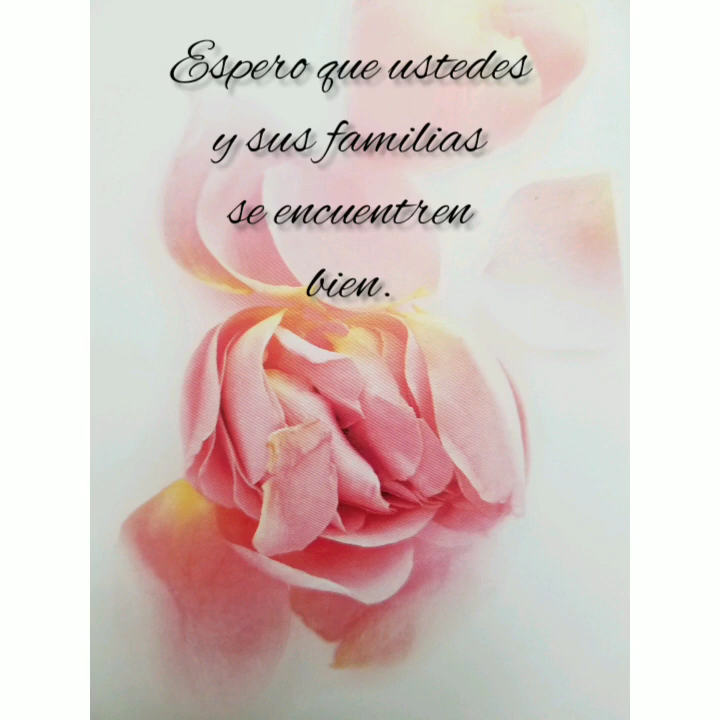 Espero que ustedes
y sus familias
se encuentren
bien.